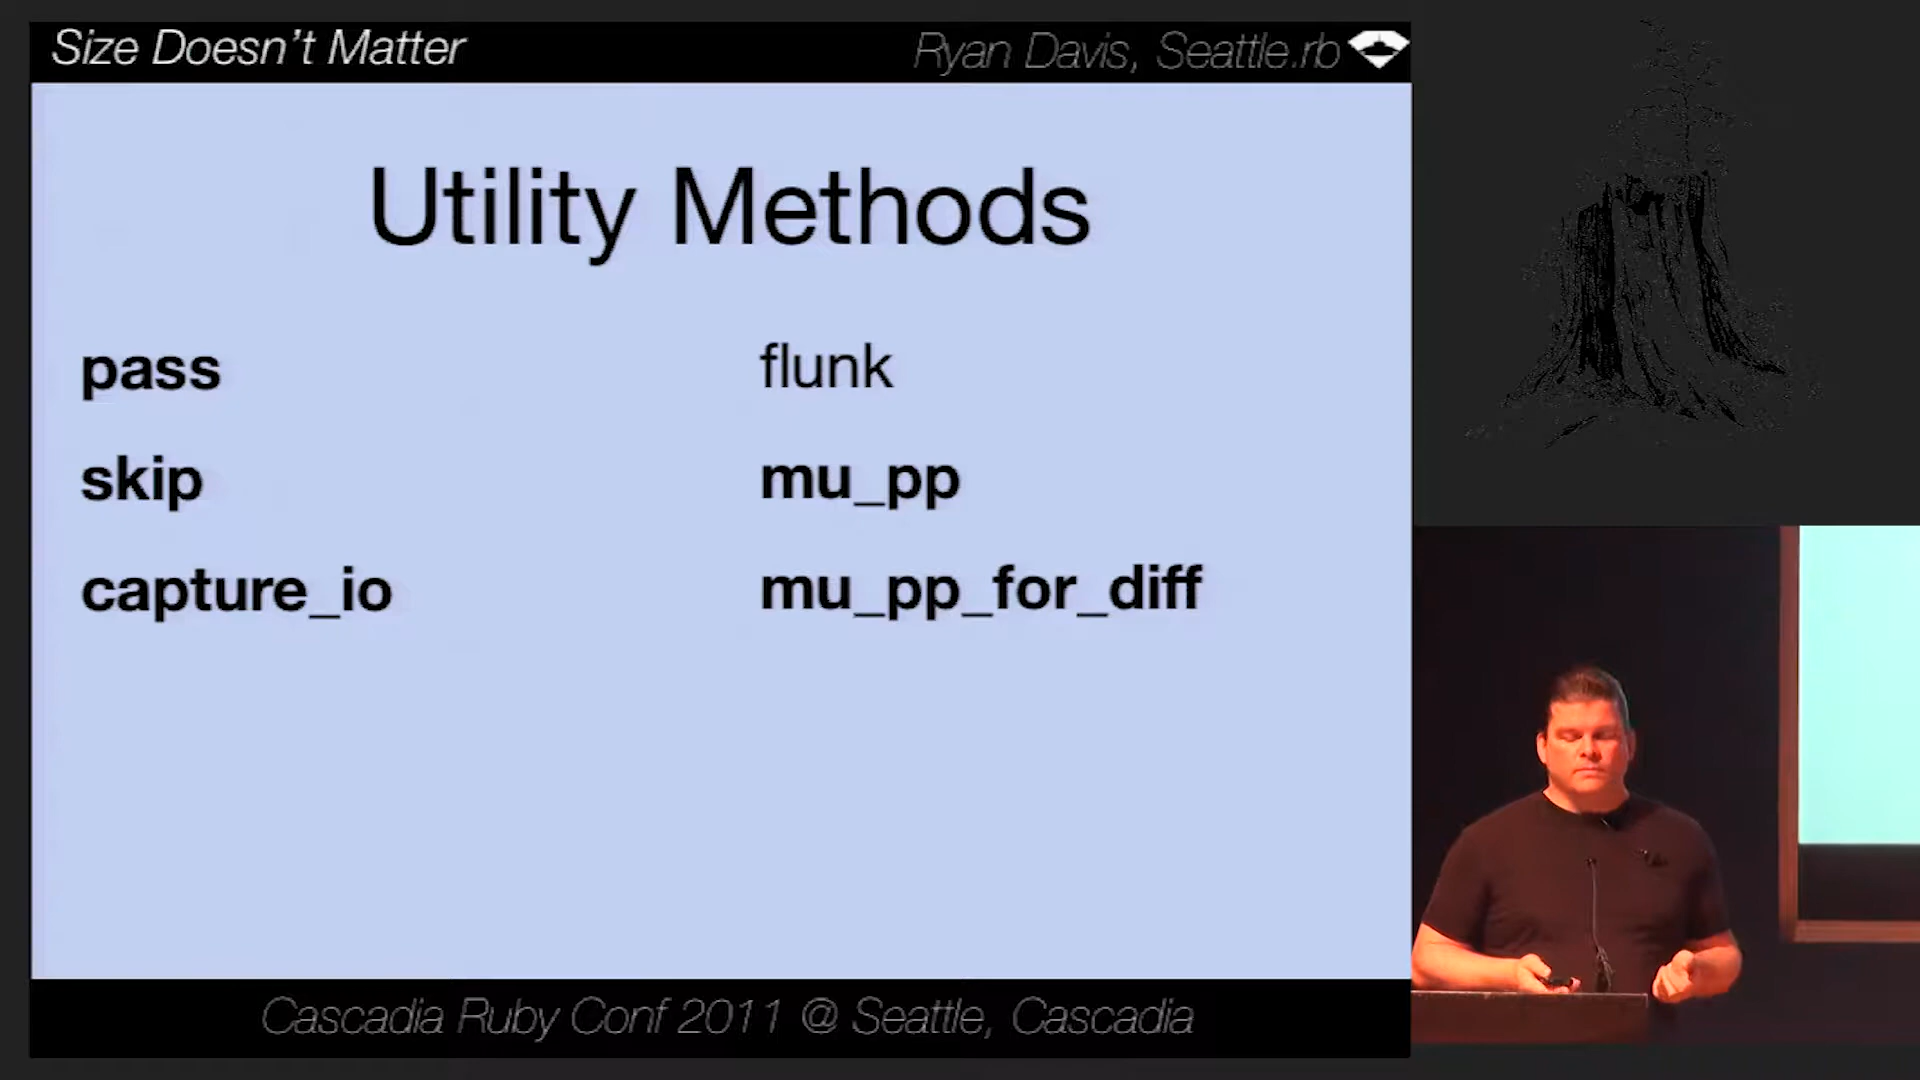 Size Doesn't Matter
Ryan Davis, Seattle.rb
Utility Methods
pass
flunk
skip
mu_pp
capture_io
mu_pp_for_diff
Cascadia Ruby Conf 2011 @ Seattle, Cascadia